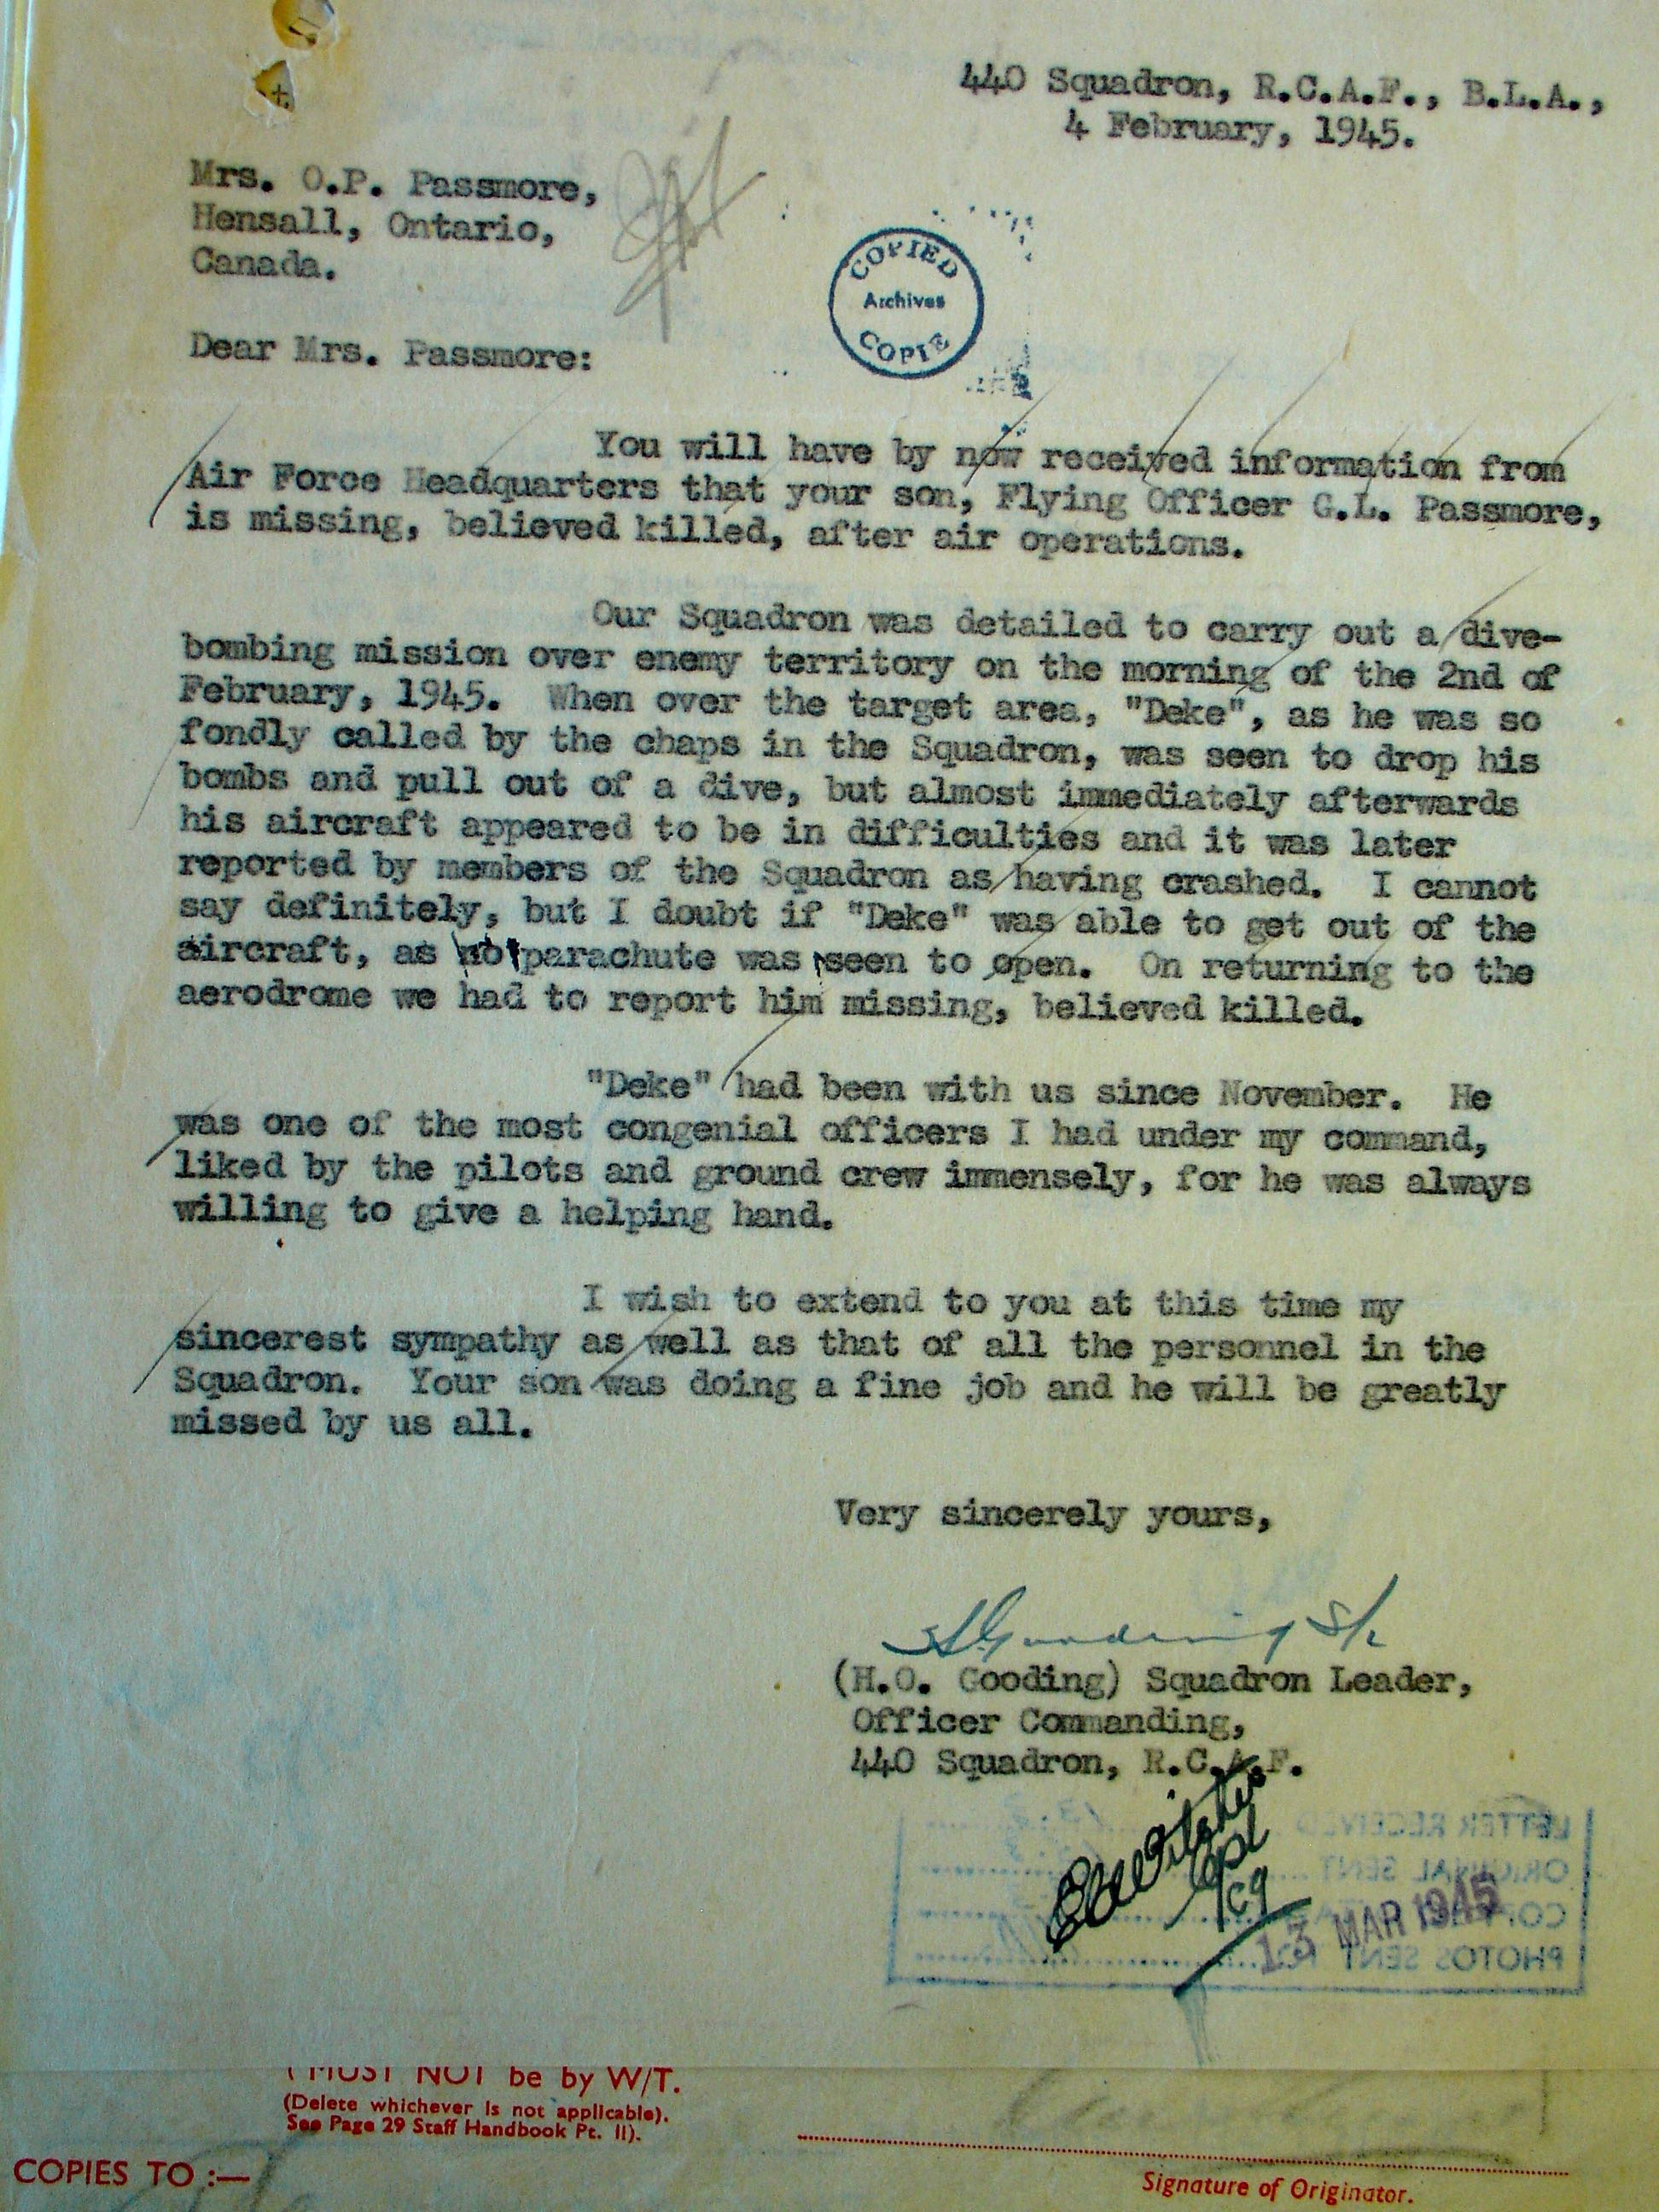 440 Squadron, R.C.A.F., B.L.A.,
4 February, 1945.
Mrs. O.P. Passmore,
Hensall, Ontario,
Canada.
COPIED
Archives
COPIE
Dear Mrs. Passmore:
You will have by now received information from
Air Force Headquarters that your son, Flying Officer G.L. Passmore,
is missing, believed killed, after air operations.
Our Squadron was detailed to carry out a dive-
bombing mission over enemy territory on the morning of the 2nd of
February, 1945. When over the target area, "Deke", as he was so
fondly called by the chaps in the Squadron, was seen to drop his
bombs and pull out of a dive, but almost immediately afterwards
his aircraft appeared to be in difficulties and it was later
reported by members of the Squadron as having crashed. I cannot
say definitely, but I doubt if "Deke" was able to get out of the
aircraft, as no parachute was seen to open. On returning to the
aerodrome we had to report him missing, believed killed.
"Deke" had been with us since November. He
was one of the most congenial officers I had under my command,
liked by the pilots and ground crew immensely, for he was always
willing to give a helping hand.
I wish to extend to you at this time my
sincerest sympathy as well as that of all the personnel in the
Squadron. Your son was doing a fine job and he will be greatly
missed by us all.
Very sincerely yours,
(H.O. Gooding) Squadron Leader,
Officer Commanding,
440 Squadron, R.C.A.F.
LETTER RECEIVED
ORIGINAL SENT
13 MAR 1945
PHOTOS SENT
MUST NOT be by W/T.
(Delete whichever is not applicable).
See Page 29 Staff Handbook Pt. II).
COPIES TO :—
Signature of Originator.